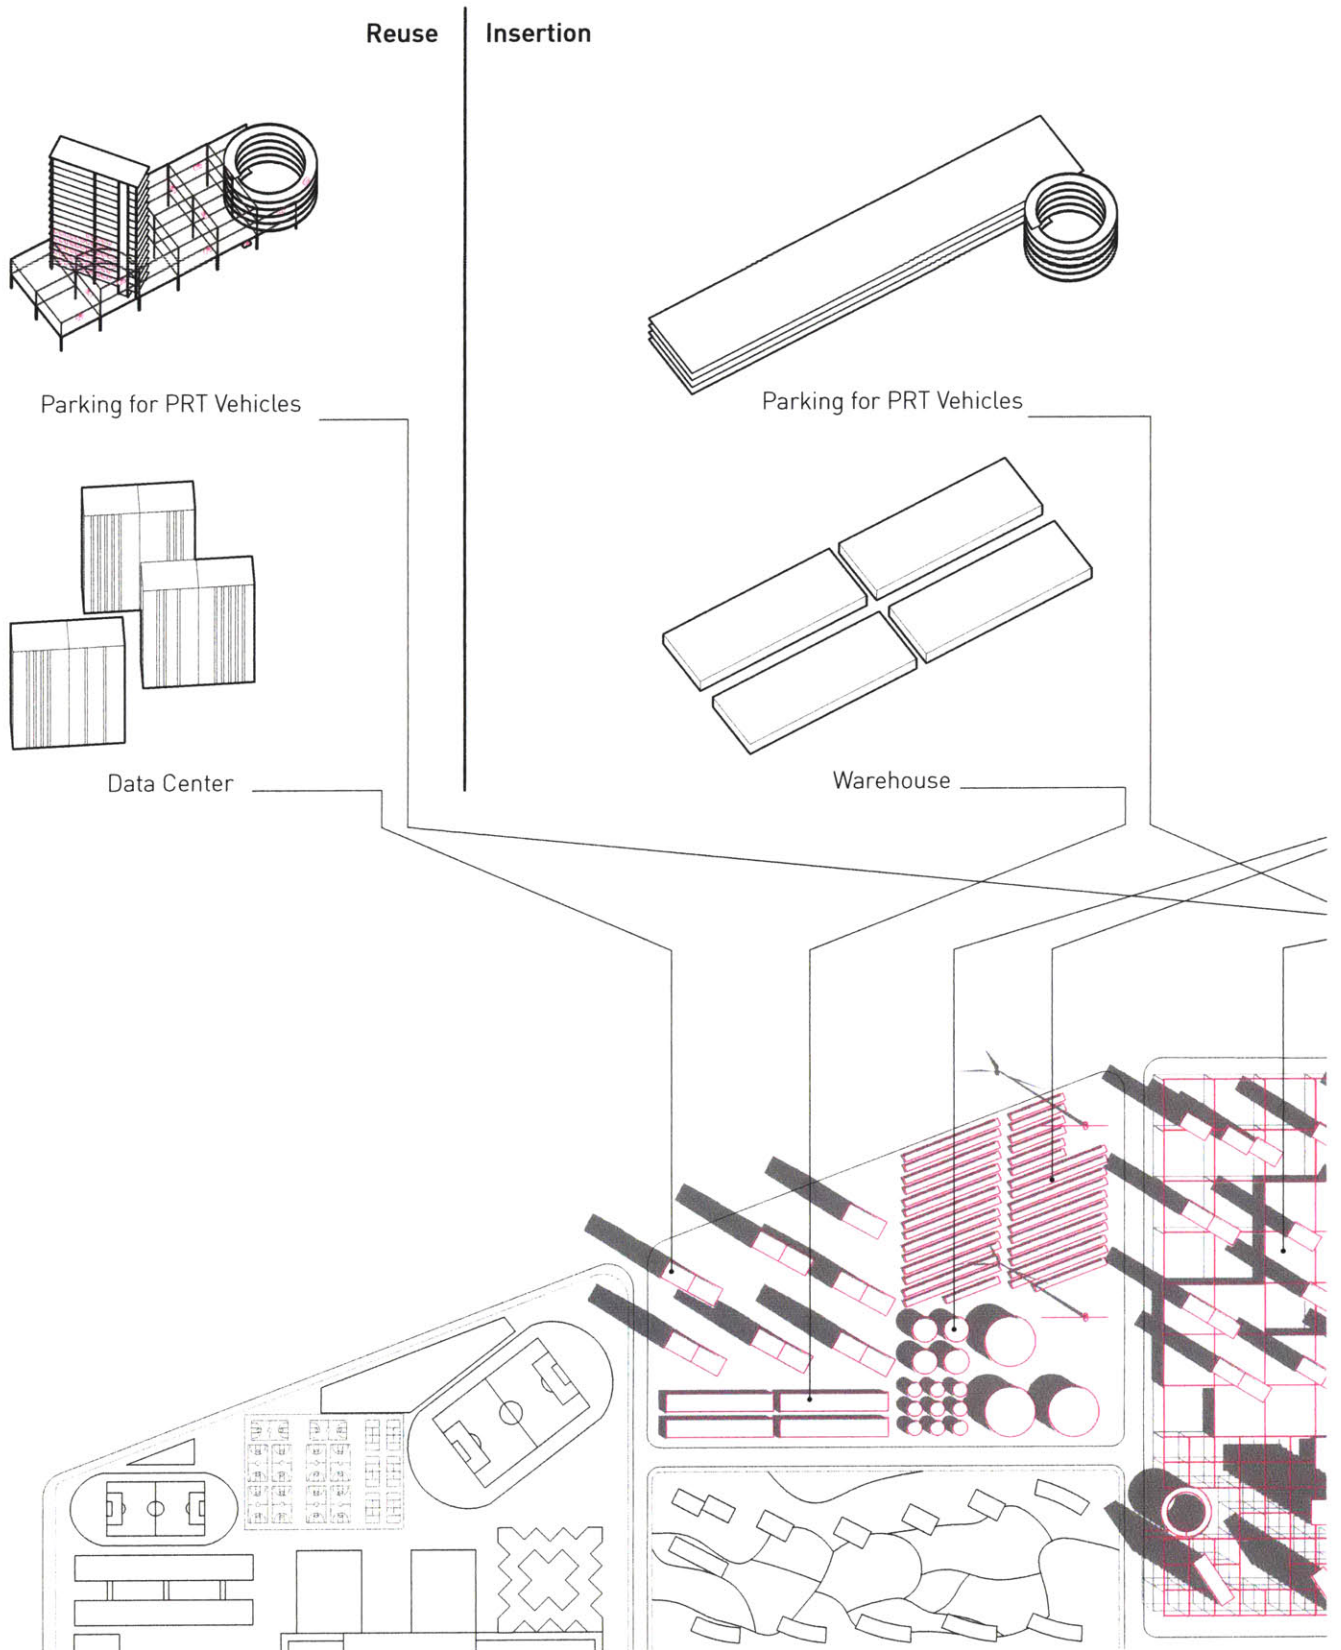 Reuse
Insertion
Parking for PRT Vehicles
Parking for PRT Vehicles
Data Center
Warehouse